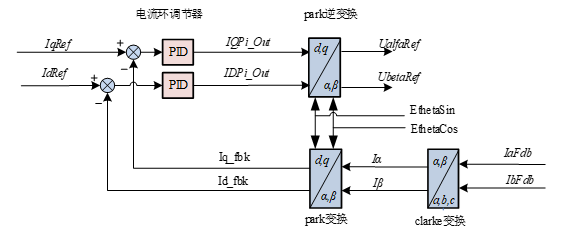 电流环调节器
park逆变换
IqRef
+
−
PID
IQPi_Out
d,q
α,β
UalfaRef
IdRef
+
−
PID
IDPi_Out
UbetaRef
EthetaSin
EthetaCos
Iq_fbk
d,q
α,β
Iα
α,β
a,b,c
IaFdb
Id_fbk
Iβ
IbFdb
park变换
clarke变换